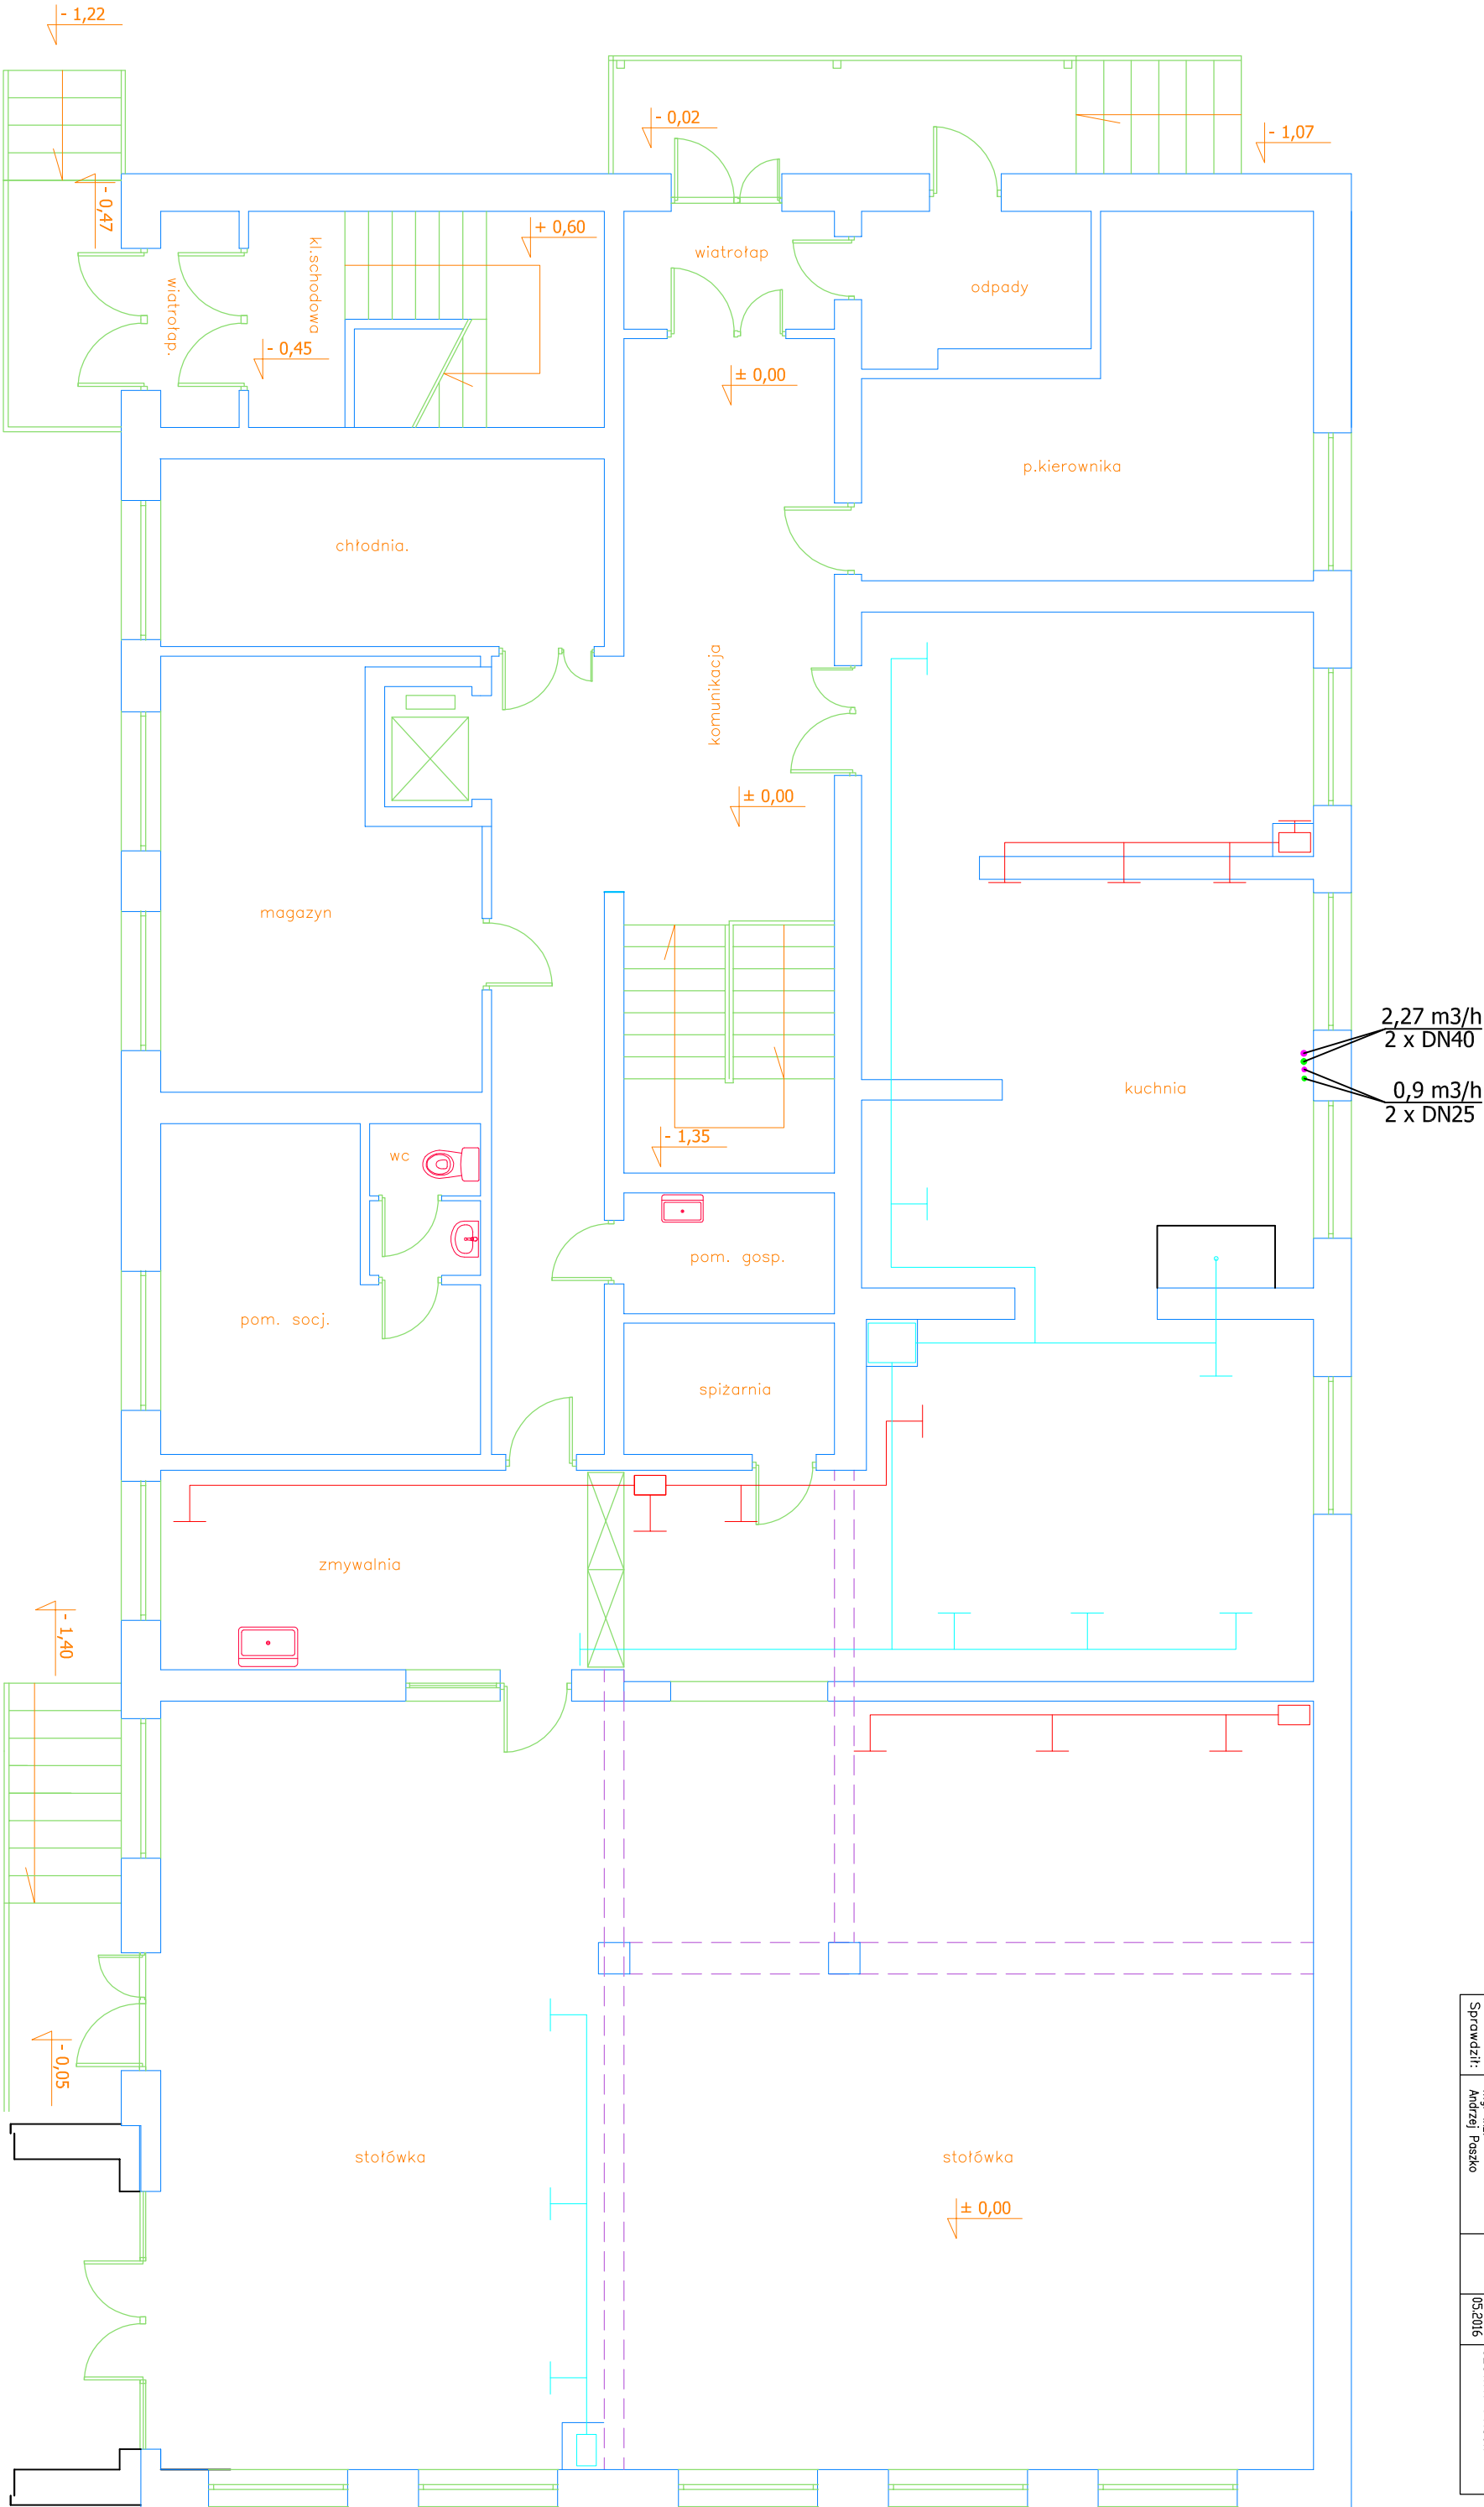 - 1,22
- 0,02
- 1,07
- 0,47
+ 0,60
kl.schodowa
wiatrołap
wiatrołap.
odpady
- 0,45
± 0,00
p.kierownika
chłodnia.
komunikacja
± 0,00
magazyn
2,27 m3/h
2 x DN40
kuchnia
0,9 m3/h
2 x DN25
- 1,35
wc
pom. gosp.
pom. socj.
spiżarnia
zmywalnia
- 1,40
Sprawdził:
Andrzej Paszko
- 0,05
stołówka
stołówka
± 0,00
05.2016